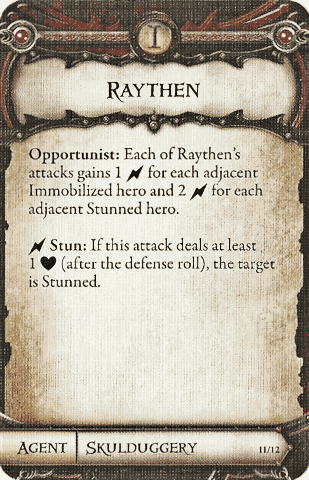 I
RAYTHEN
Opportunist: Each of Raythen's
attacks gains 1 for each adjacent
Immobilized hero and 2 for each
adjacent Stunned hero.
Stun: If this attack deals at least
1 (after the defense roll), the target
is Stunned.
AGENT SKULDUGGERY 11/12